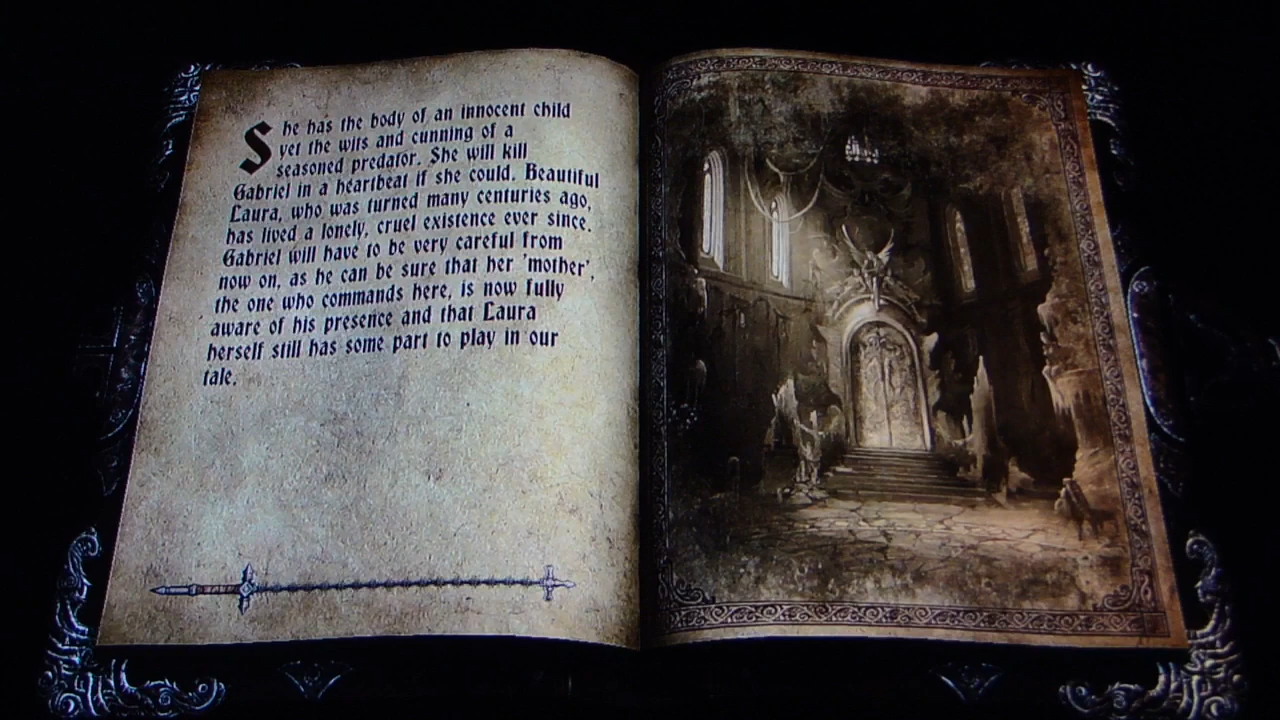 She has the body of an innocent child
yet the wits and cunning of a
seasoned predator. She will kill
Gabriel in a heartbeat if she could. Beautiful
Laura, who was turned many centuries ago,
has lived a lonely, cruel existence ever since.
Gabriel will have to be very careful from
now on, as he can be sure that her 'mother',
the one who commands here, is now fully
aware of his presence and that Laura
herself still has some part to play in our
tale.